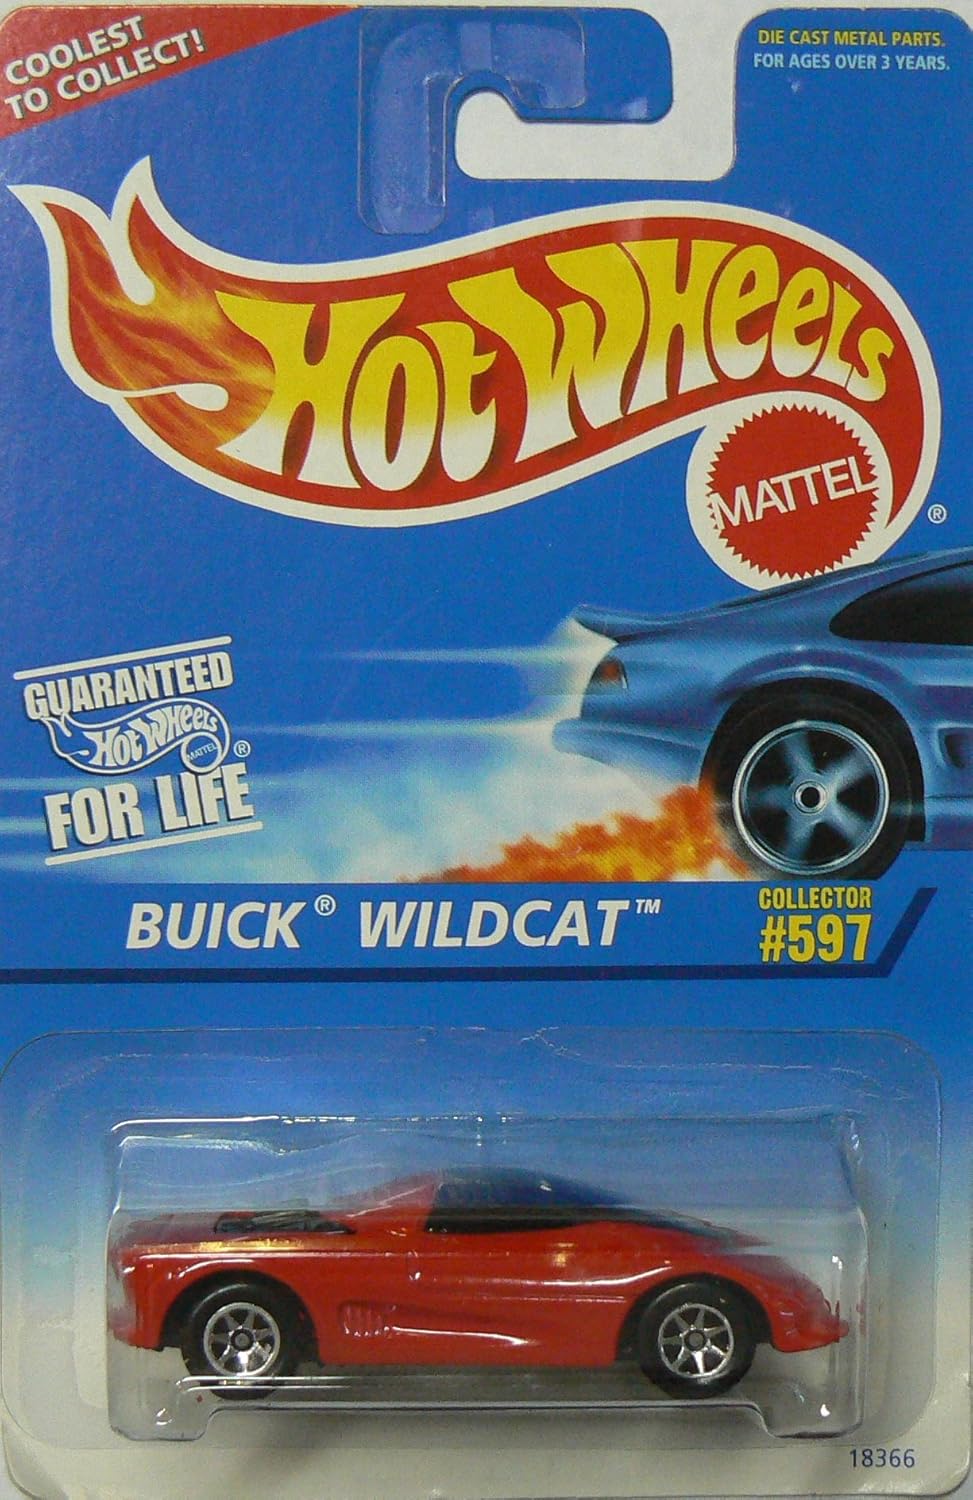 COOLEST
TO COLLECT!
DIE CAST METAL PARTS.
FOR AGES OVER 3 YEARS.
HOT WHEELS
MATTEL
®
GUARANTEED
HOT WHEELS
MATTEL ®
FOR LIFE
BUICK® WILDCAT™
COLLECTOR
#597
18366